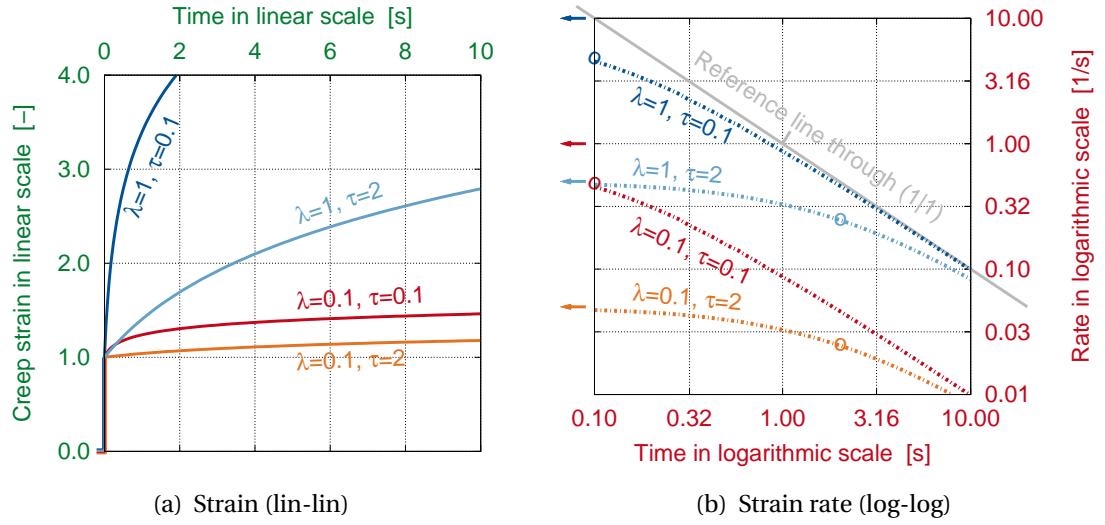 Time in linear scale [s]
0 2 4 6 8 10
Creep strain in linear scale [−]
4.0
3.0
2.0
1.0
0.0
λ=1, τ=0.1
λ=1, τ=2
λ=0.1, τ=0.1
λ=0.1, τ=2
(a) Strain (lin-lin)
Reference line through (1|1)
λ=1, τ=0.1
λ=1, τ=2
λ=0.1, τ=0.1
λ=0.1, τ=2
10.00
3.16
1.00
0.32
0.10
0.03
0.01
Rate in logarithmic scale [1/s]
0.10 0.32 1.00 3.16 10.00
Time in logarithmic scale [s]
(b) Strain rate (log-log)